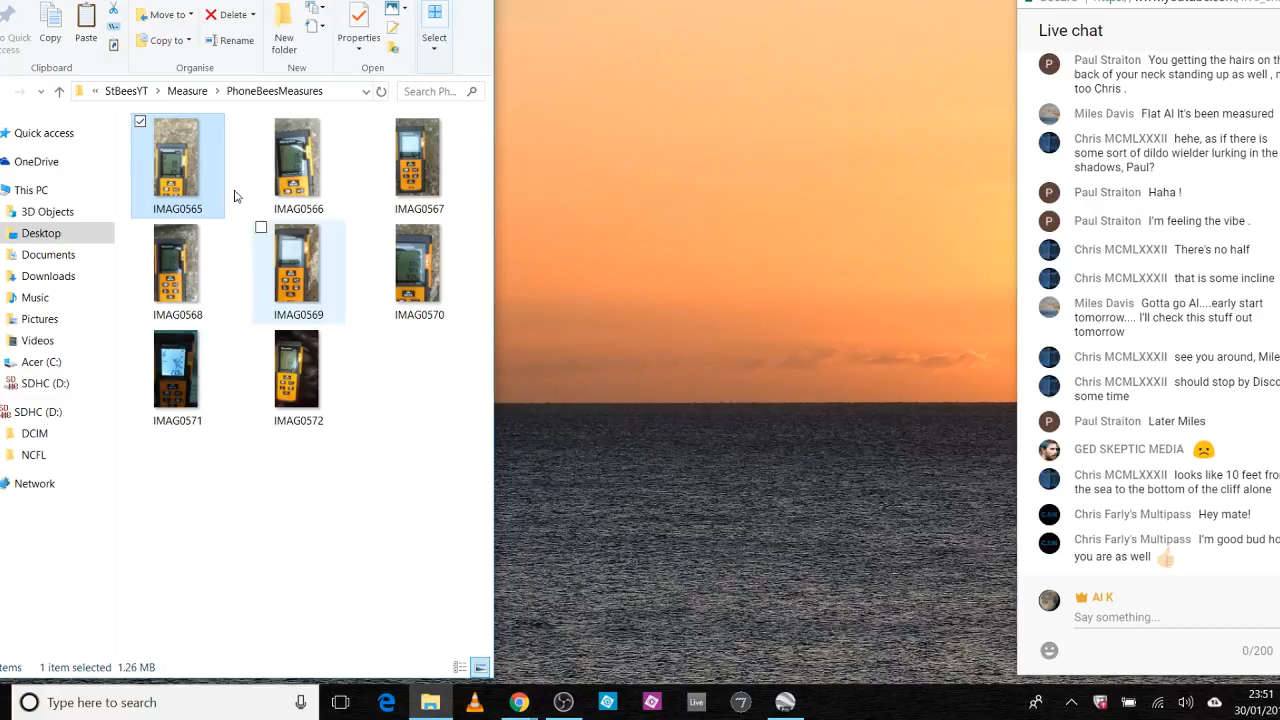 to Quick
ccess
Copy
Paste
Move to
Copy to
Delete
Rename
New
folder
Properties
Open
Select
Clipboard
Organise
New
Open
« StBeesYT > Measure > PhoneBeesMeasures
Search Ph...
Quick access
OneDrive
This PC
3D Objects
Desktop
Documents
Downloads
Music
Pictures
Videos
Acer (C:)
SDHC (D:)
SDHC (D:)
DCIM
NCFL
Network
IMAG0565
IMAG0566
IMAG0567
IMAG0568
IMAG0569
IMAG0570
IMAG0571
IMAG0572
tems 1 item selected 1.26 MB
Live chat
Paul Straiton You getting the hairs on th
back of your neck standing up as well , m
too Chris .
Miles Davis Flat Al It's been measured
Chris MCMLXXXII hehe, as if there is
some sort of dildo wielder lurking in the
shadows, Paul?
Paul Straiton Haha !
Paul Straiton I'm feeling the vibe .
Chris MCMLXXXII There's no half
Chris MCMLXXXII that is some incline
Miles Davis Gotta go Al....early start
tomorrow.... I'll check this stuff out
tomorrow
Chris MCMLXXXII see you around, Mile
Chris MCMLXXXII should stop by Disco
some time
Paul Straiton Later Miles
GED SKEPTIC MEDIA
Chris MCMLXXXII looks like 10 feet from
the sea to the bottom of the cliff alone
Chris Farly's Multipass Hey mate!
Chris Farly's Multipass I'm good bud ho
you are as well
Al K
Say something...
0/200
Type here to search
Live
23:51
30/01/201